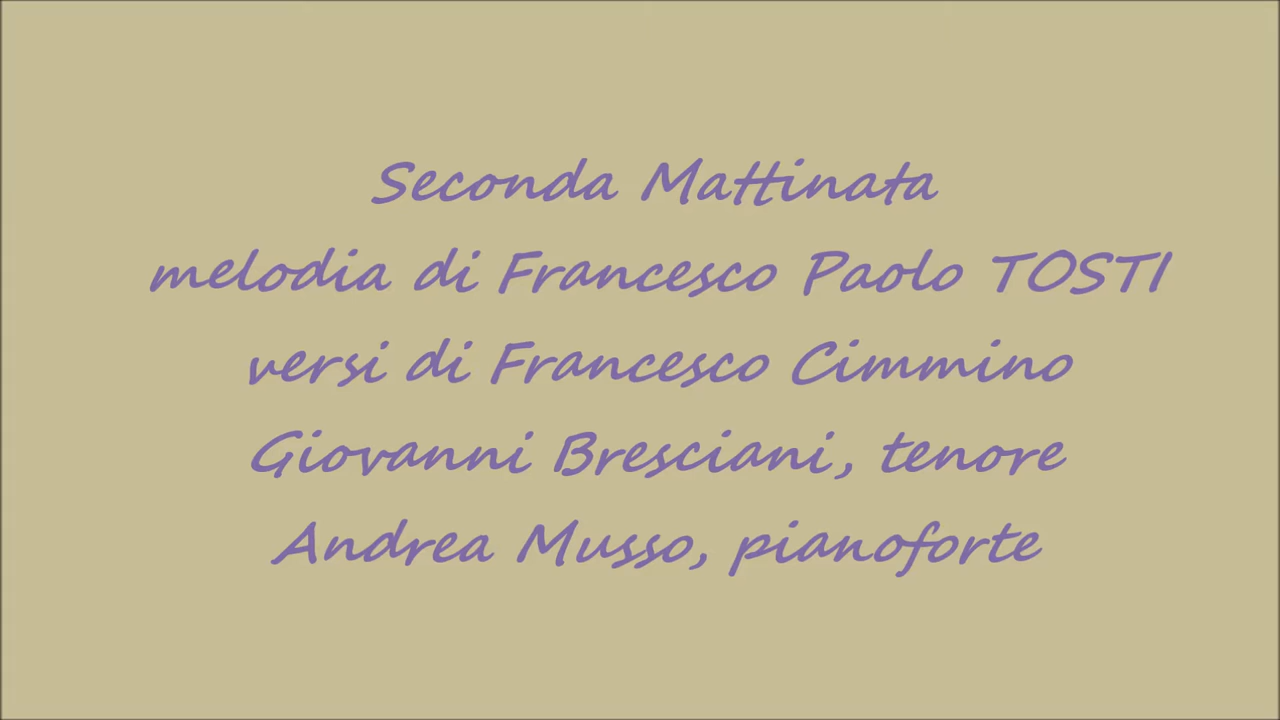 Seconda Mattinata
melodia di Francesco Paolo TOSTI
versi di Francesco Cimmino
Giovanni Bresciani, tenore
Andrea Musso, pianoforte